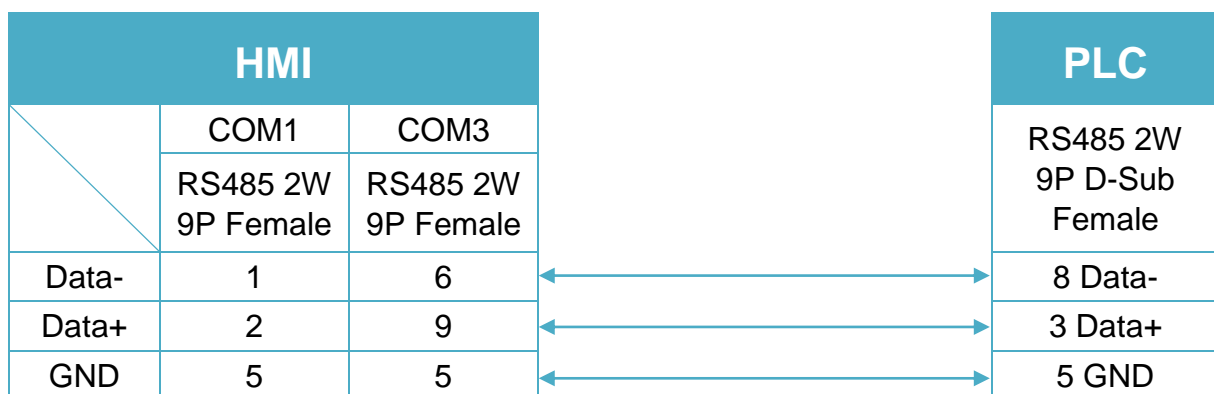 HMI PLC
COM1 COM3
RS485 2W
9P Female
RS485 2W
9P Female
RS485 2W
9P D-Sub
Female
Data- 1 6 8 Data-
Data+ 2 9 3 Data+
GND 5 5 5 GND